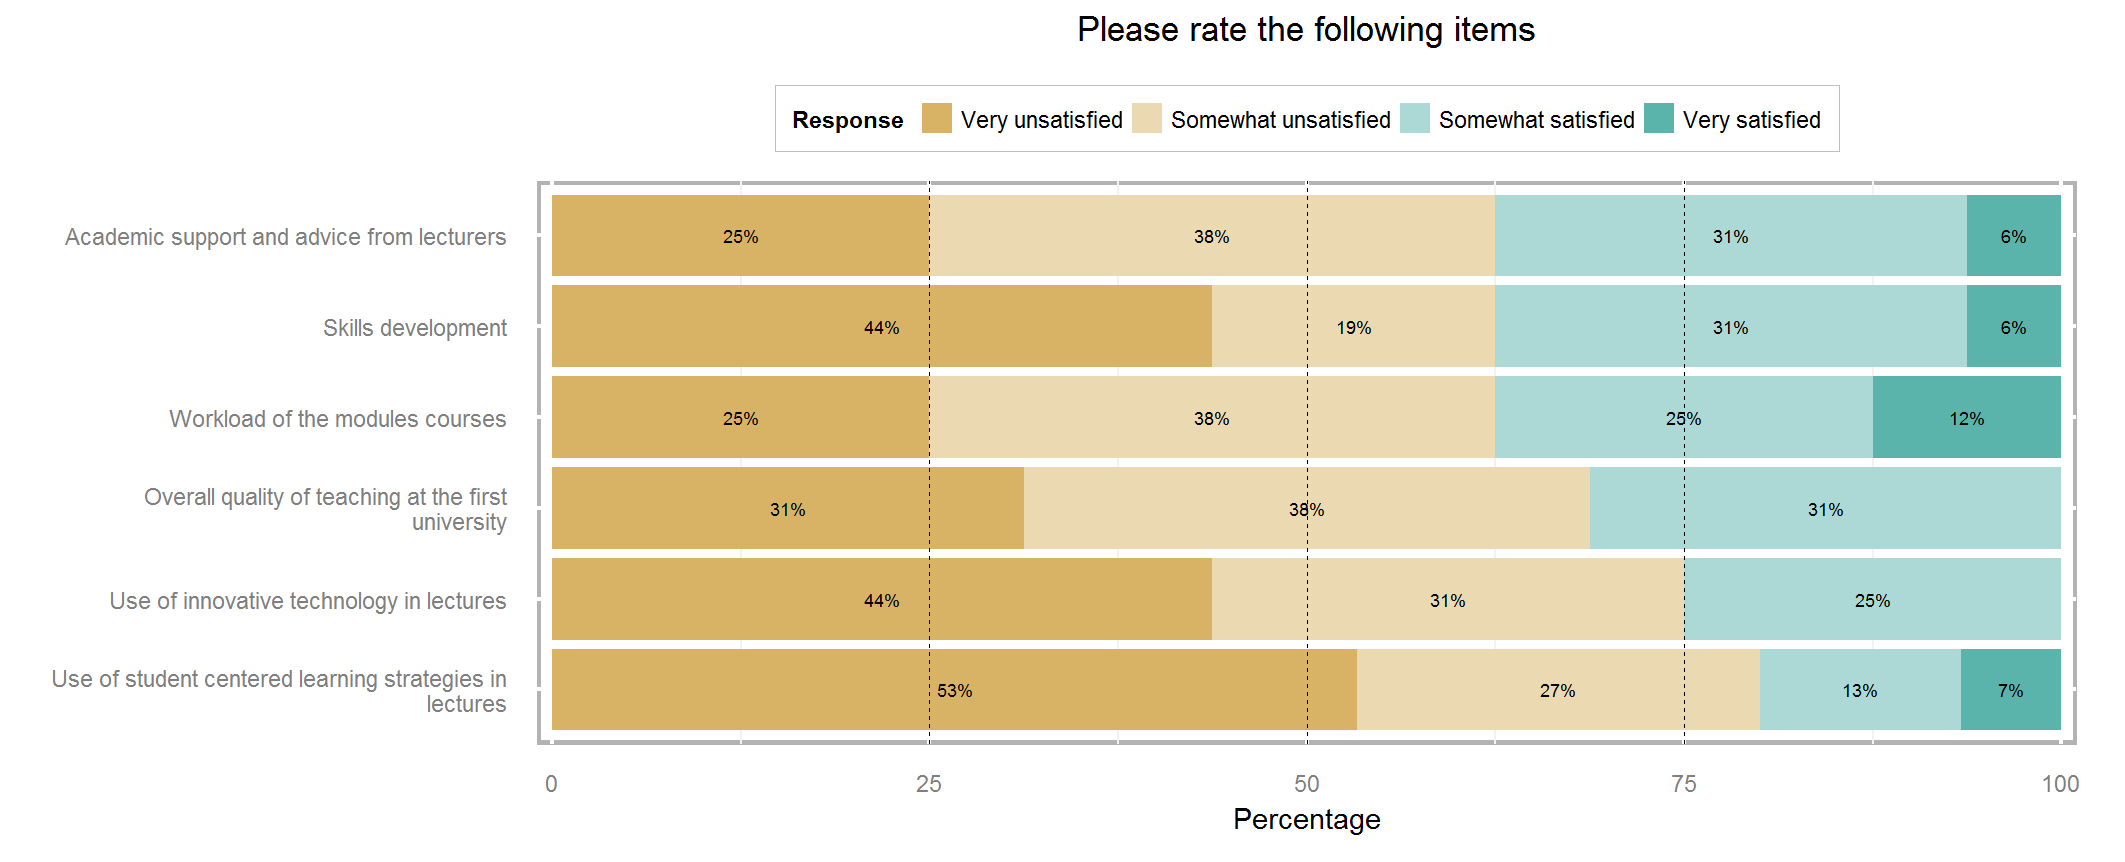 Please rate the following items
Response Very unsatisfied Somewhat unsatisfied Somewhat satisfied Very satisfied
Academic support and advice from lecturers 25% 38% 31% 6%
Skills development 44% 19% 31% 6%
Workload of the modules courses 25% 38% 25% 12%
Overall quality of teaching at the first
university
31% 38% 31%
Use of innovative technology in lectures 44% 31% 25%
Use of student centered learning strategies in
lectures
53% 27% 13% 7%
0 25 50 75 100
Percentage